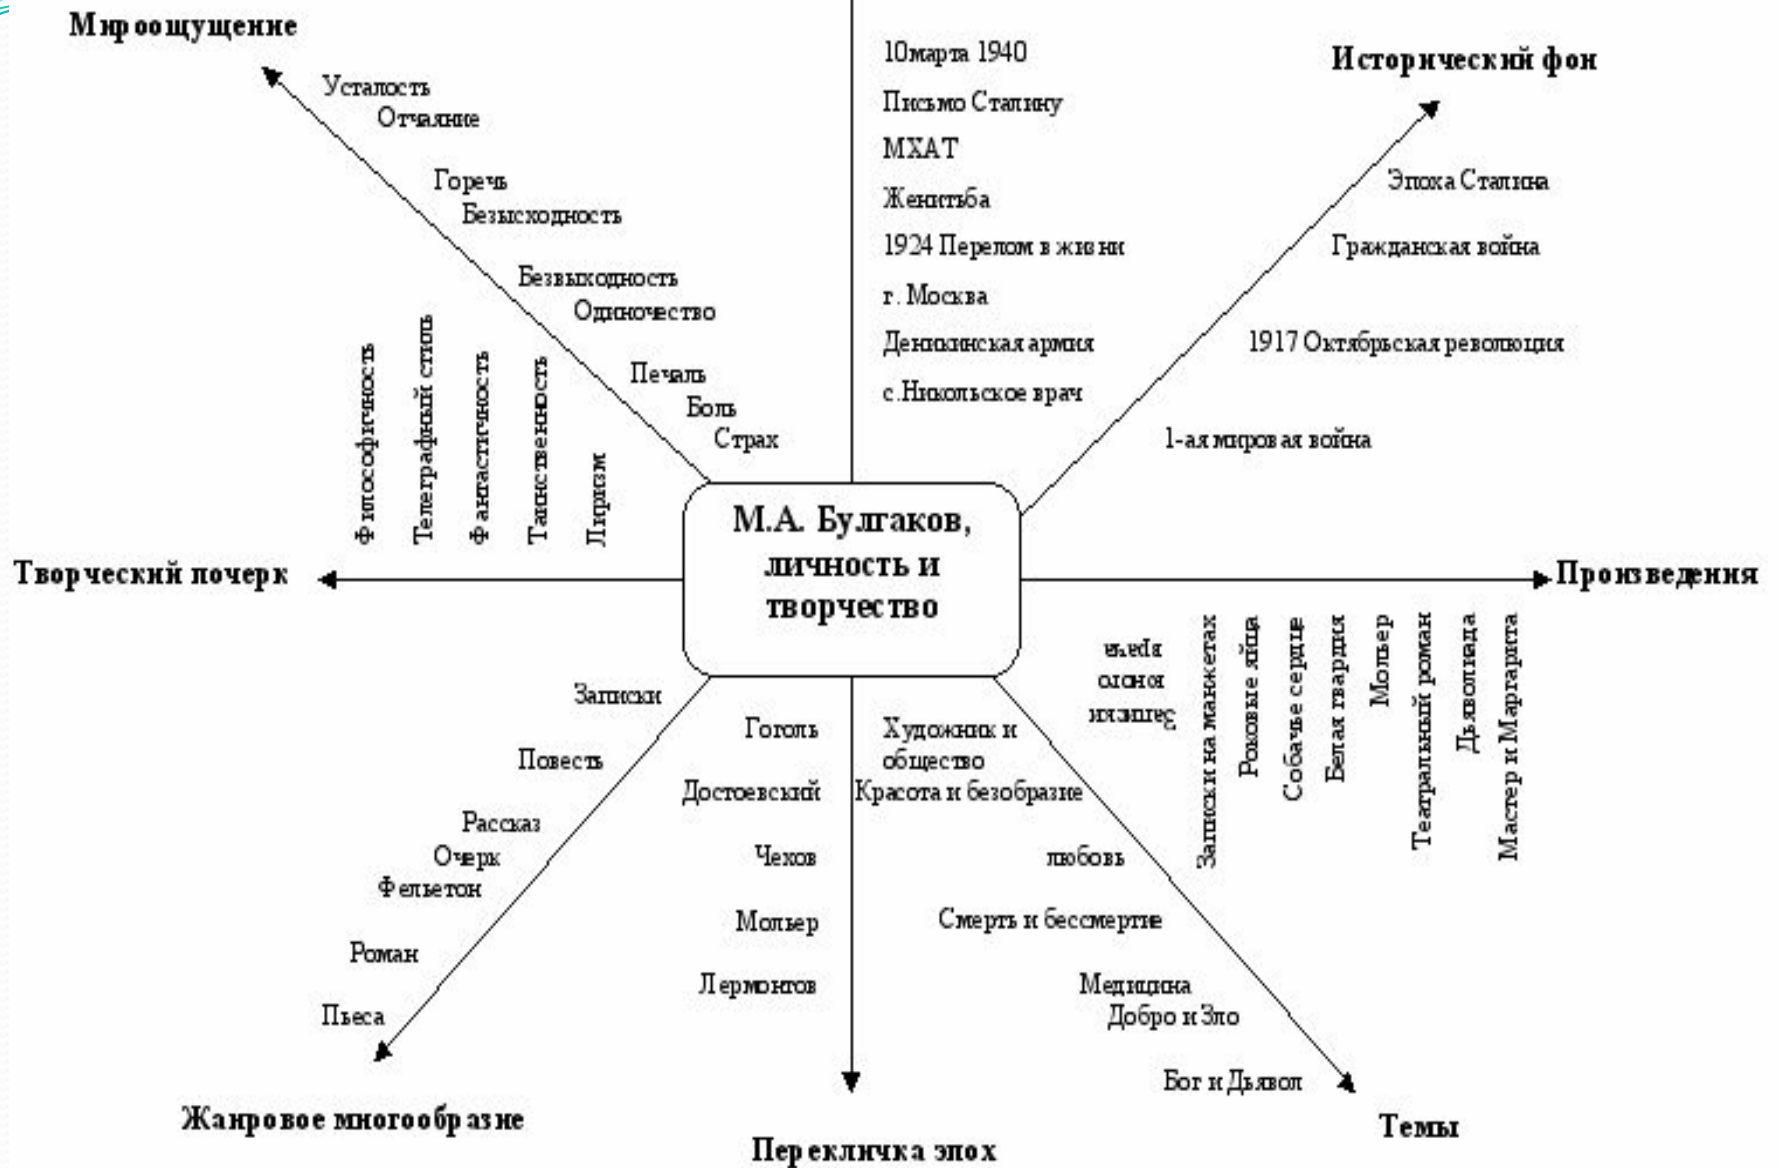 Мироощущение
Усталость
Отчаяние
Горечь
Безысходность
Безвыходность
Одиночество
Печаль
Боль
Страх
10марта 1940
Письмо Сталину
МХАТ
Женитьба
1924 Перелом в жизни
г. Москва
Деникинская армия
с.Никольское врач
Исторический фон
Эпоха Сталина
Гражданская война
1917 Октябрьская революция
1-ая мировая война
М.А. Булгаков,
личность и
творчество
Творческий почерк
Философичность
Телеграфный стиль
Фантастичность
Таинственность
Лиризм
Произведения
Записки
юного
врача
Записки на манжетах
Роковые яйца
Собачье сердце
Белая гвардия
Мольер
Театральный роман
Дьяволиада
Мастер и Маргарита
Записки
Повесть
Рассказ
Очерк
Фельетон
Роман
Пьеса
Жанровое многообразие
Гоголь
Достоевский
Чехов
Мольер
Лермонтов
Перекличка эпох
Художник и
общество
Красота и безобразие
любовь
Смерть и бессмертие
Медицина
Добро и Зло
Бог и Дьявол
Темы